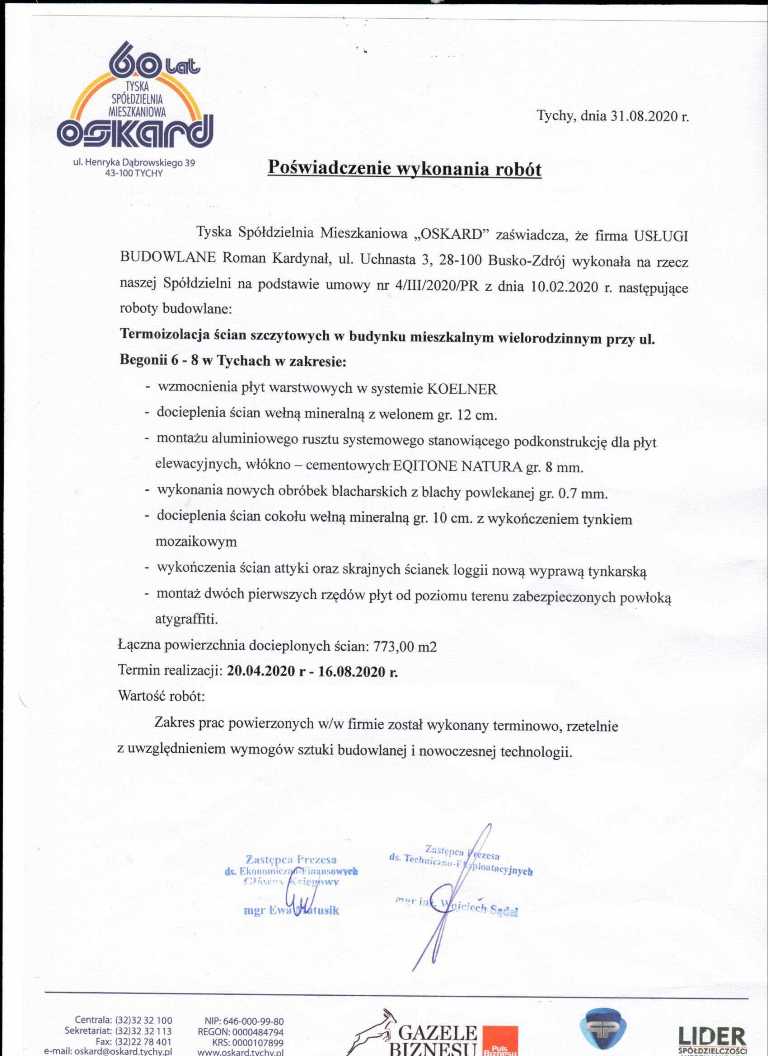 60 Lat
TYSKA
SPÓŁDZIELNIA
MIESZKANIOWA
OSKARD
ul. Henryka Dąbrowskiego 39
43-100 TYCHY
Tychy, dnia 31.08.2020 r.
Poświadczenie wykonania robót
Tyska Spółdzielnia Mieszkaniowa „OSKARD” zaświadcza, że firma USŁUGI
BUDOWLANE Roman Kardynał, ul. Uchnasta 3, 28-100 Busko-Zdrój wykonała na rzecz
naszej Spółdzielni na podstawie umowy nr 4/III/2020/PR z dnia 10.02.2020 r. następujące
roboty budowlane:
Termoizolacja ścian szczytowych w budynku mieszkalnym wielorodzinnym przy ul.
Begonii 6 - 8 w Tychach w zakresie:
- wzmocnienia płyt warstwowych w systemie KOELNER
- docieplenia ścian wełną mineralną z welonem gr. 12 cm.
- montażu aluminiowego rusztu systemowego stanowiącego podkonstrukcję dla płyt
elewacyjnych, włókno – cementowych EQITONE NATURA gr. 8 mm.
- wykonania nowych obróbek blacharskich z blachy powlekanej gr. 0.7 mm.
- docieplenia ścian cokołu wełną mineralną gr. 10 cm. z wykończeniem tynkiem
mozaikowym
- wykończenia ścian attyki oraz skrajnych ścianek loggii nową wyprawą tynkarską
- montaż dwóch pierwszych rzędów płyt od poziomu terenu zabezpieczonych powłoką
atygraffiti.
Łączna powierzchnia docieplonych ścian: 773,00 m2
Termin realizacji: 20.04.2020 r - 16.08.2020 r.
Wartość robót:
Zakres prac powierzonych w/w firmie został wykonany terminowo, rzetelnie
z uwzględnieniem wymogów sztuki budowlanej i nowoczesnej technologii.
Zastępca Prezesa
ds. Ekonomiczno-Finansowych
Główny Księgowy
mgr Ewa Matusik
Zastępca Prezesa
ds. Techniczno-Eksploatacyjnych
mgr inż. Wojciech Sądel
Centrala: (32)32 32 100
Sekretariat: (32)32 32 113
Fax: (32)22 78 401
e-mail: oskard@oskard.tychy.pl
NIP: 646-000-99-80
REGON: 0000484794
KRS: 0000107899
www.oskard.tychy.pl
GAZELE
BIZNESU
Puls
Biznesu
LIDER
SPÓŁDZIELCZOŚCI